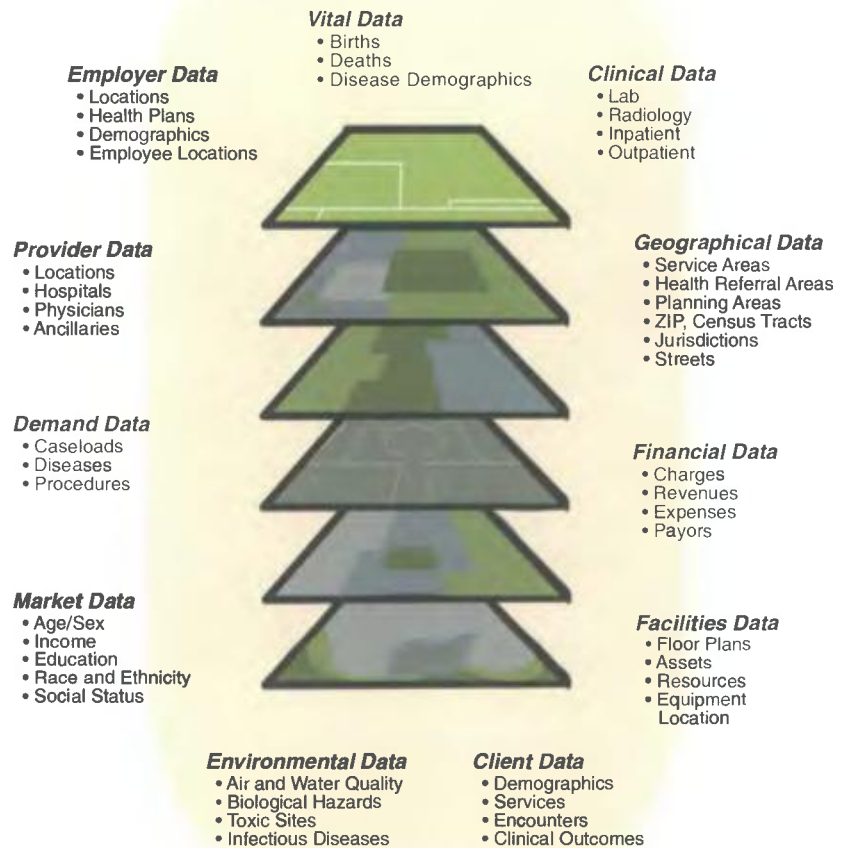 Vital Data
• Births
• Deaths
• Disease Demographics
Employer Data
• Locations
• Health Plans
• Demographics
• Employee Locations
Clinical Data
• Lab
• Radiology
• Inpatient
• Outpatient
Provider Data
• Locations
• Hospitals
• Physicians
• Ancillaries
Geographical Data
• Service Areas
• Health Referral Areas
• Planning Areas
• ZIP, Census Tracts
• Jurisdictions
• Streets
Demand Data
• Caseloads
• Diseases
• Procedures
Financial Data
• Charges
• Revenues
• Expenses
• Payors
Market Data
• Age/Sex
• Income
• Education
• Race and Ethnicity
• Social Status
Facilities Data
• Floor Plans
• Assets
• Resources
• Equipment
Location
Environmental Data
• Air and Water Quality
• Biological Hazards
• Toxic Sites
• Infectious Diseases
Client Data
• Demographics
• Services
• Encounters
• Clinical Outcomes